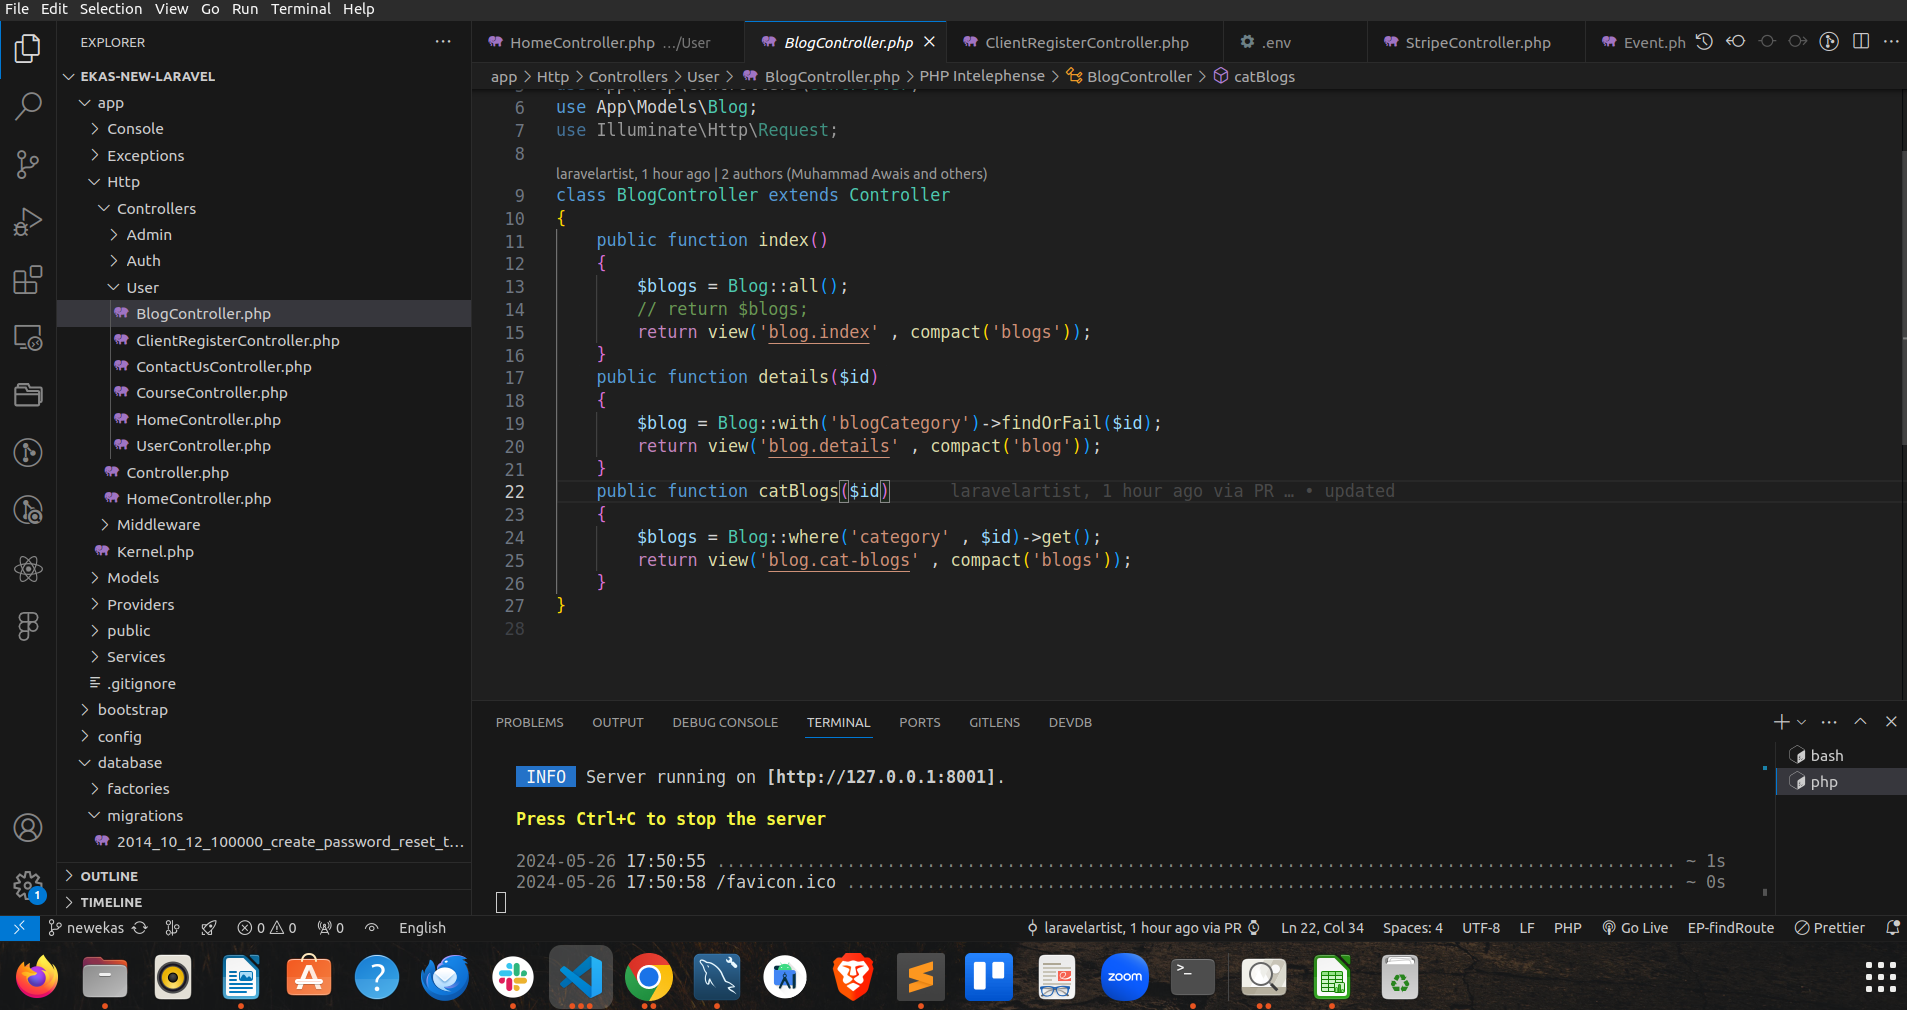 File Edit Selection View Go Run Terminal Help
EXPLORER
EKAS-NEW-LARAVEL
app
Console
Exceptions
Http
Controllers
Admin
Auth
User
BlogController.php
ClientRegisterController.php
ContactUsController.php
CourseController.php
HomeController.php
UserController.php
Controller.php
HomeController.php
Middleware
Kernel.php
Models
Providers
public
Services
.gitignore
bootstrap
config
database
factories
migrations
2014_10_12_100000_create_password_reset_t...
OUTLINE
TIMELINE
HomeController.php .../User BlogController.php ClientRegisterController.php .env StripeController.php Event.ph
app > Http > Controllers > User > BlogController.php > PHP Intelephense > BlogController > catBlogs
6 use App\Models\Blog;
7 use Illuminate\Http\Request;
8
laravelartist, 1 hour ago | 2 authors (Muhammad Awais and others)
9 class BlogController extends Controller
10 {
11 public function index()
12 {
13 $blogs = Blog::all();
14 // return $blogs;
15 return view('blog.index' , compact('blogs'));
16 }
17 public function details($id)
18 {
19 $blog = Blog::with('blogCategory')->findOrFail($id);
20 return view('blog.details' , compact('blog'));
21 }
22 public function catBlogs($id) laravelartist, 1 hour ago via PR … • updated
23 {
24 $blogs = Blog::where('category' , $id)->get();
25 return view('blog.cat-blogs' , compact('blogs'));
26 }
27 }
28
PROBLEMS OUTPUT DEBUG CONSOLE TERMINAL PORTS GITLENS DEVDB
bash
php
INFO Server running on [http://127.0.0.1:8001].
Press Ctrl+C to stop the server
2024-05-26 17:50:55 ............................................................................................... ~ 1s
2024-05-26 17:50:58 /favicon.ico .................................................................................. ~ 0s
1
newekas 0 0 0 English laravelartist, 1 hour ago via PR Ln 22, Col 34 Spaces: 4 UTF-8 LF PHP Go Live EP-findRoute Prettier
zoom